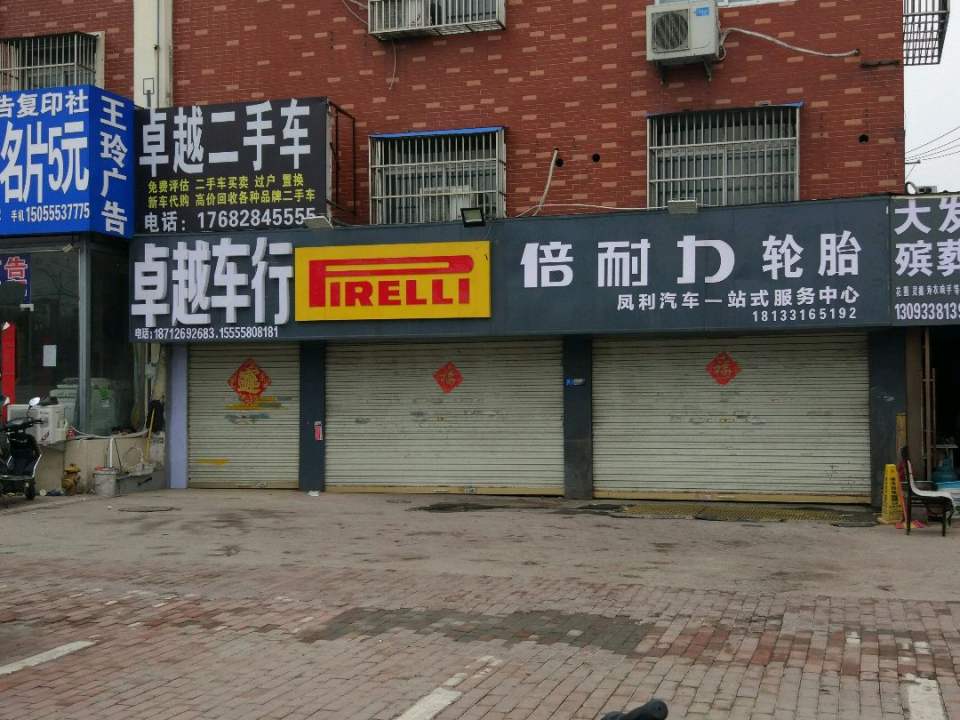 告复印社
名片5元
手机 15055537775
王玲广告
卓越二手车
免费评估 二手车买卖 过户 置换
新车代购 高价回收各种品牌二手车
电话：17682845555
卓越车行
电话：18712692683. 15555808181
PIRELLI
倍耐力 轮胎
凤利汽车一站式服务中心
18133165192
大发
殡葬
1309338139
福
福